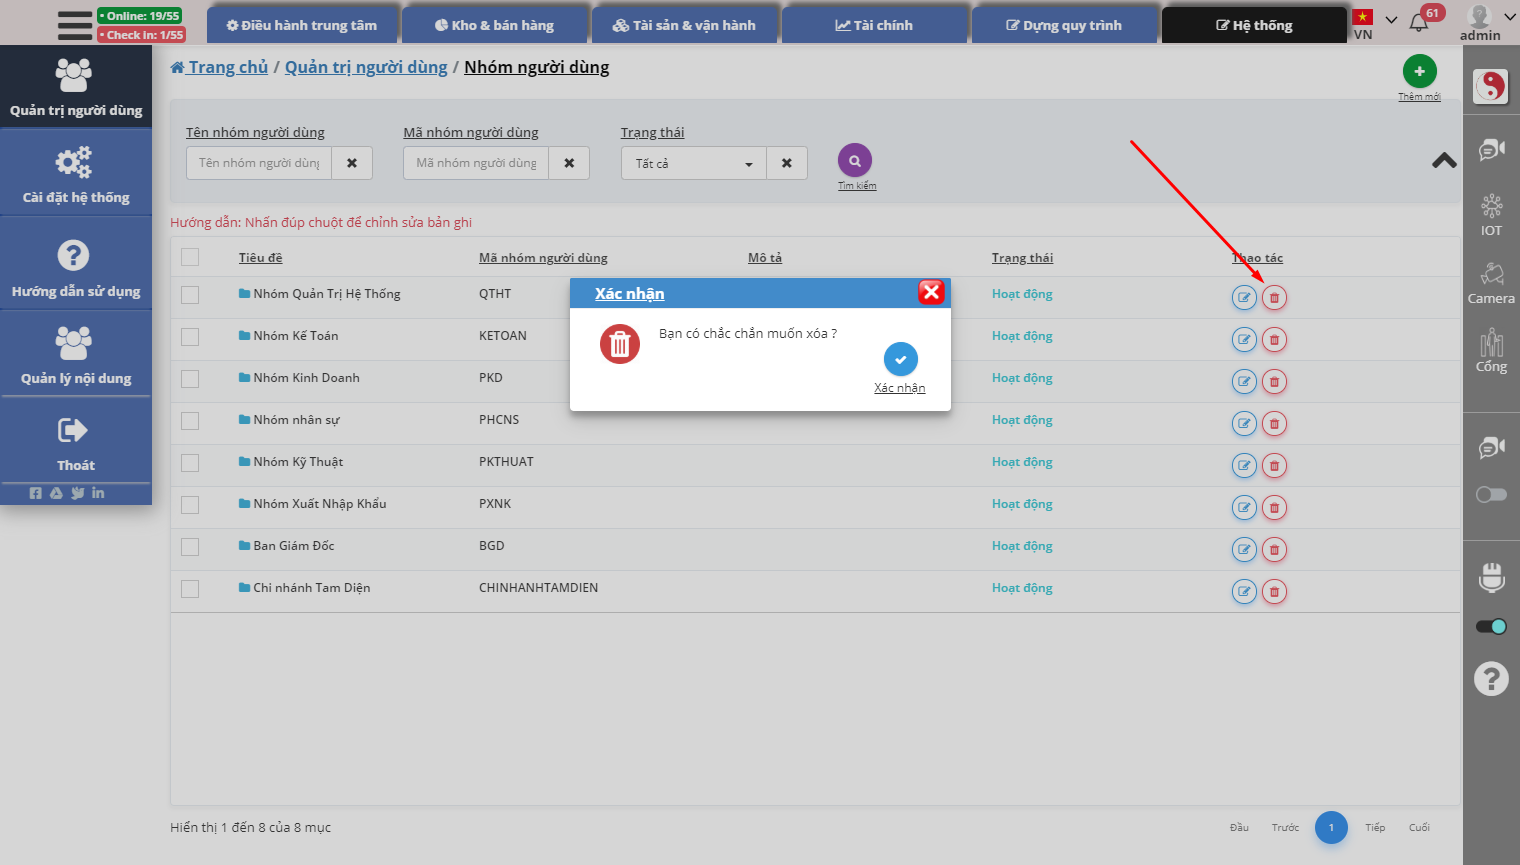 • Online: 19/55
• Check in: 1/55
Điều hành trung tâm
Kho & bán hàng
Tài sản & vận hành
Tài chính
Dựng quy trình
Hệ thống
VN
61
admin
Quản trị người dùng
Cài đặt hệ thống
Hướng dẫn sử dụng
Quản lý nội dung
Thoát
Trang chủ / Quản trị người dùng / Nhóm người dùng
Thêm mới
Tên nhóm người dùng
Mã nhóm người dùng
Trạng thái
Tên nhóm người dùng
Mã nhóm người dùng
Tất cả
Tìm kiếm
Hướng dẫn: Nhấn đúp chuột để chỉnh sửa bản ghi
Tiêu đề Mã nhóm người dùng Mô tả Trạng thái Thao tác
Nhóm Quản Trị Hệ Thống QTHT Hoạt động
Nhóm Kế Toán KETOAN Hoạt động
Nhóm Kinh Doanh PKD Hoạt động
Nhóm nhân sự PHCNS Hoạt động
Nhóm Kỹ Thuật PKTHUAT Hoạt động
Nhóm Xuất Nhập Khẩu PXNK Hoạt động
Ban Giám Đốc BGD Hoạt động
Chi nhánh Tam Diện CHINHANHTAMDIEN Hoạt động
Xác nhận
Bạn có chắc chắn muốn xóa ?
Xác nhận
Hiển thị 1 đến 8 của 8 mục
Đầu Trước 1 Tiếp Cuối
IOT
Camera
Cổng